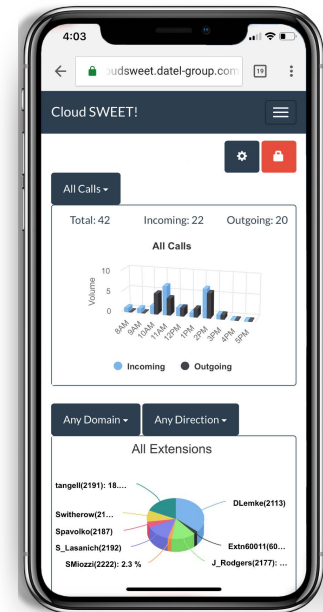 4:03
oudsweet.datel-group.com 19
Cloud SWEET!
All Calls
Total: 42 Incoming: 22 Outgoing: 20
All Calls
Volume
10
5
0
8AM 9AM 10AM 11AM 12PM 1PM 2PM 3PM 4PM 5PM
Incoming Outgoing
Any Domain Any Direction
All Extensions
tangell(2191): 18....
DLemke(2113)
Switherow(21...
Spavolko(2187)
S_Lasanich(2192)
Extn60011(60...
SMiozzi(2222): 2.3 %
J_Rodgers(2177): ...